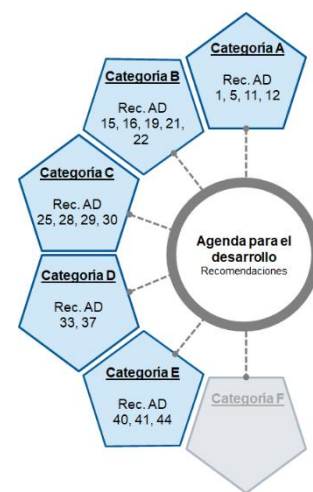 Categoría A
Rec. AD
1, 5, 11, 12
Categoría B
Rec. AD
15, 16, 19, 21,
22
Categoría C
Rec. AD
25, 28, 29, 30
Agenda para el
desarrollo
Recomendaciones
Categoría D
Rec. AD
33, 37
Categoría E
Rec. AD
40, 41, 44
Categoría F